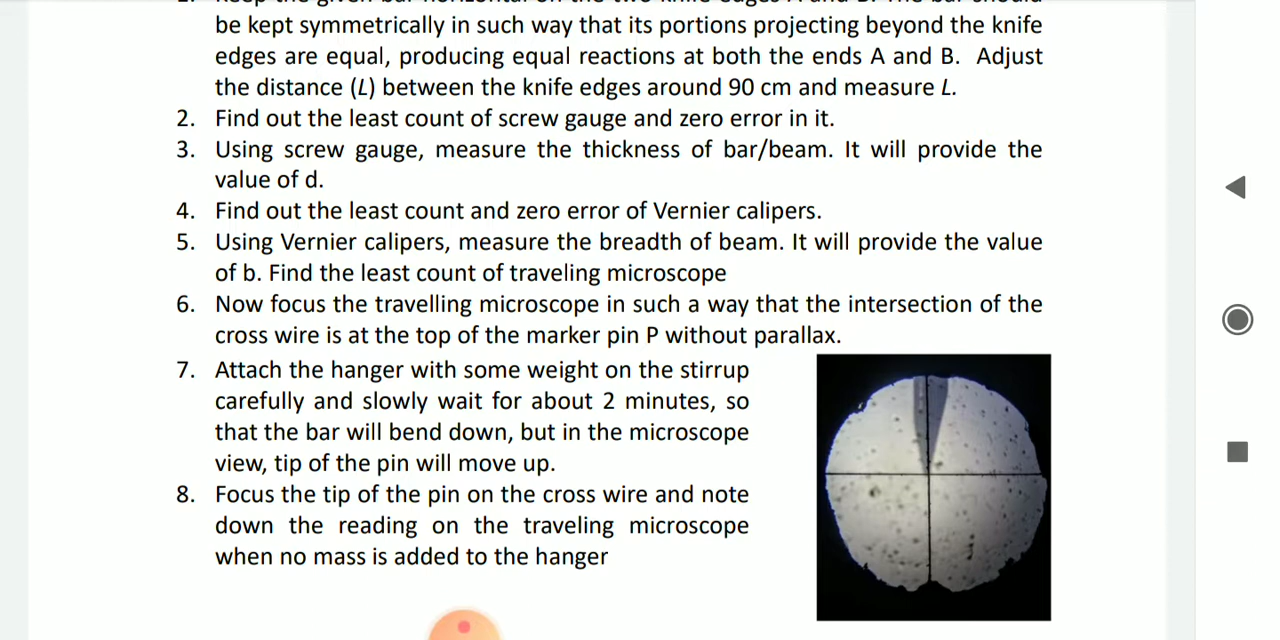 be kept symmetrically in such way that its portions projecting beyond the knife
edges are equal, producing equal reactions at both the ends A and B. Adjust
the distance (L) between the knife edges around 90 cm and measure L.
2. Find out the least count of screw gauge and zero error in it.
3. Using screw gauge, measure the thickness of bar/beam. It will provide the
value of d.
4. Find out the least count and zero error of Vernier calipers.
5. Using Vernier calipers, measure the breadth of beam. It will provide the value
of b. Find the least count of traveling microscope
6. Now focus the travelling microscope in such a way that the intersection of the
cross wire is at the top of the marker pin P without parallax.
7. Attach the hanger with some weight on the stirrup
carefully and slowly wait for about 2 minutes, so
that the bar will bend down, but in the microscope
view, tip of the pin will move up.
8. Focus the tip of the pin on the cross wire and note
down the reading on the traveling microscope
when no mass is added to the hanger